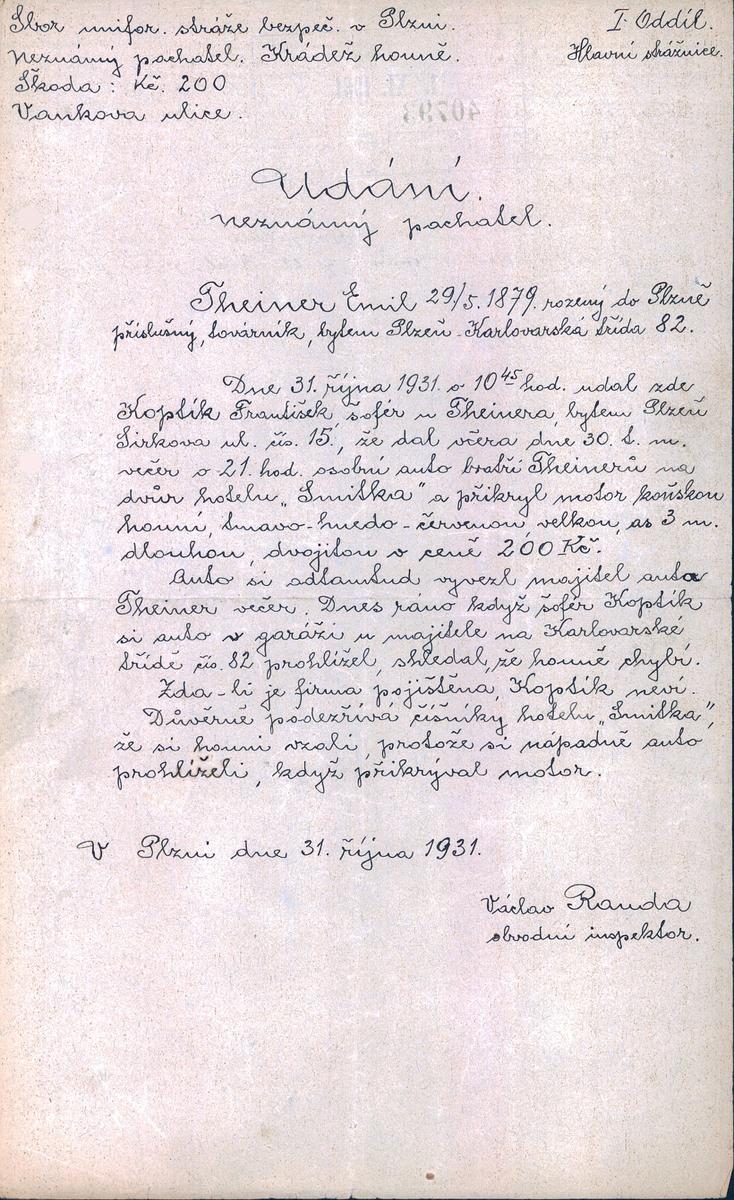 Sbor unifor. stráže bezpeč. v Plzni.
I. Oddíl.
Neznámý pachatel. Krádež houně.
Hlavní strážnice.
Škoda: Kč. 200
Vankova ulice.
40793
Udání.
neznámý pachatel.
Theiner Emil 29/5. 1879. rozený do Plzně
příslušný, továrník, bytem Plzeň - Karlovarská třída 82.
Dne 31. října 1931. o 10 45 hod. udal zde
Koptík František, šofér u Theinera, bytem Plzeň
Sirkova ul. čís. 15., že dal včera dne 30. t. m.
večer o 21. hod. osobní auto bratří Theinerů na
dvůr hotelu „Smitka“ a přikryl motor koňskou
houní, tmavo-hnedo-červenou, velkou, as 3 m.
dlouhou, dvojitou v ceně 200 Kč.
Auto si odtamtud vyvezl majitel auta
Theiner večer. Dnes ráno když šofér Koptík
si auto v garáži u majitele na Karlovarské
třídě čís. 82 prohlížel, shledal, že houně chybí.
Zda-li je firma pojištěna, Koptík neví.
Důvěrně podezřívá číšníky hotelu „Smitka“,
že si houni vzali, protože si nápadně auto
prohlíželi, když přikrýval motor.
V Plzni dne 31. října 1931.
Václav Randa
obvodní inspektor.